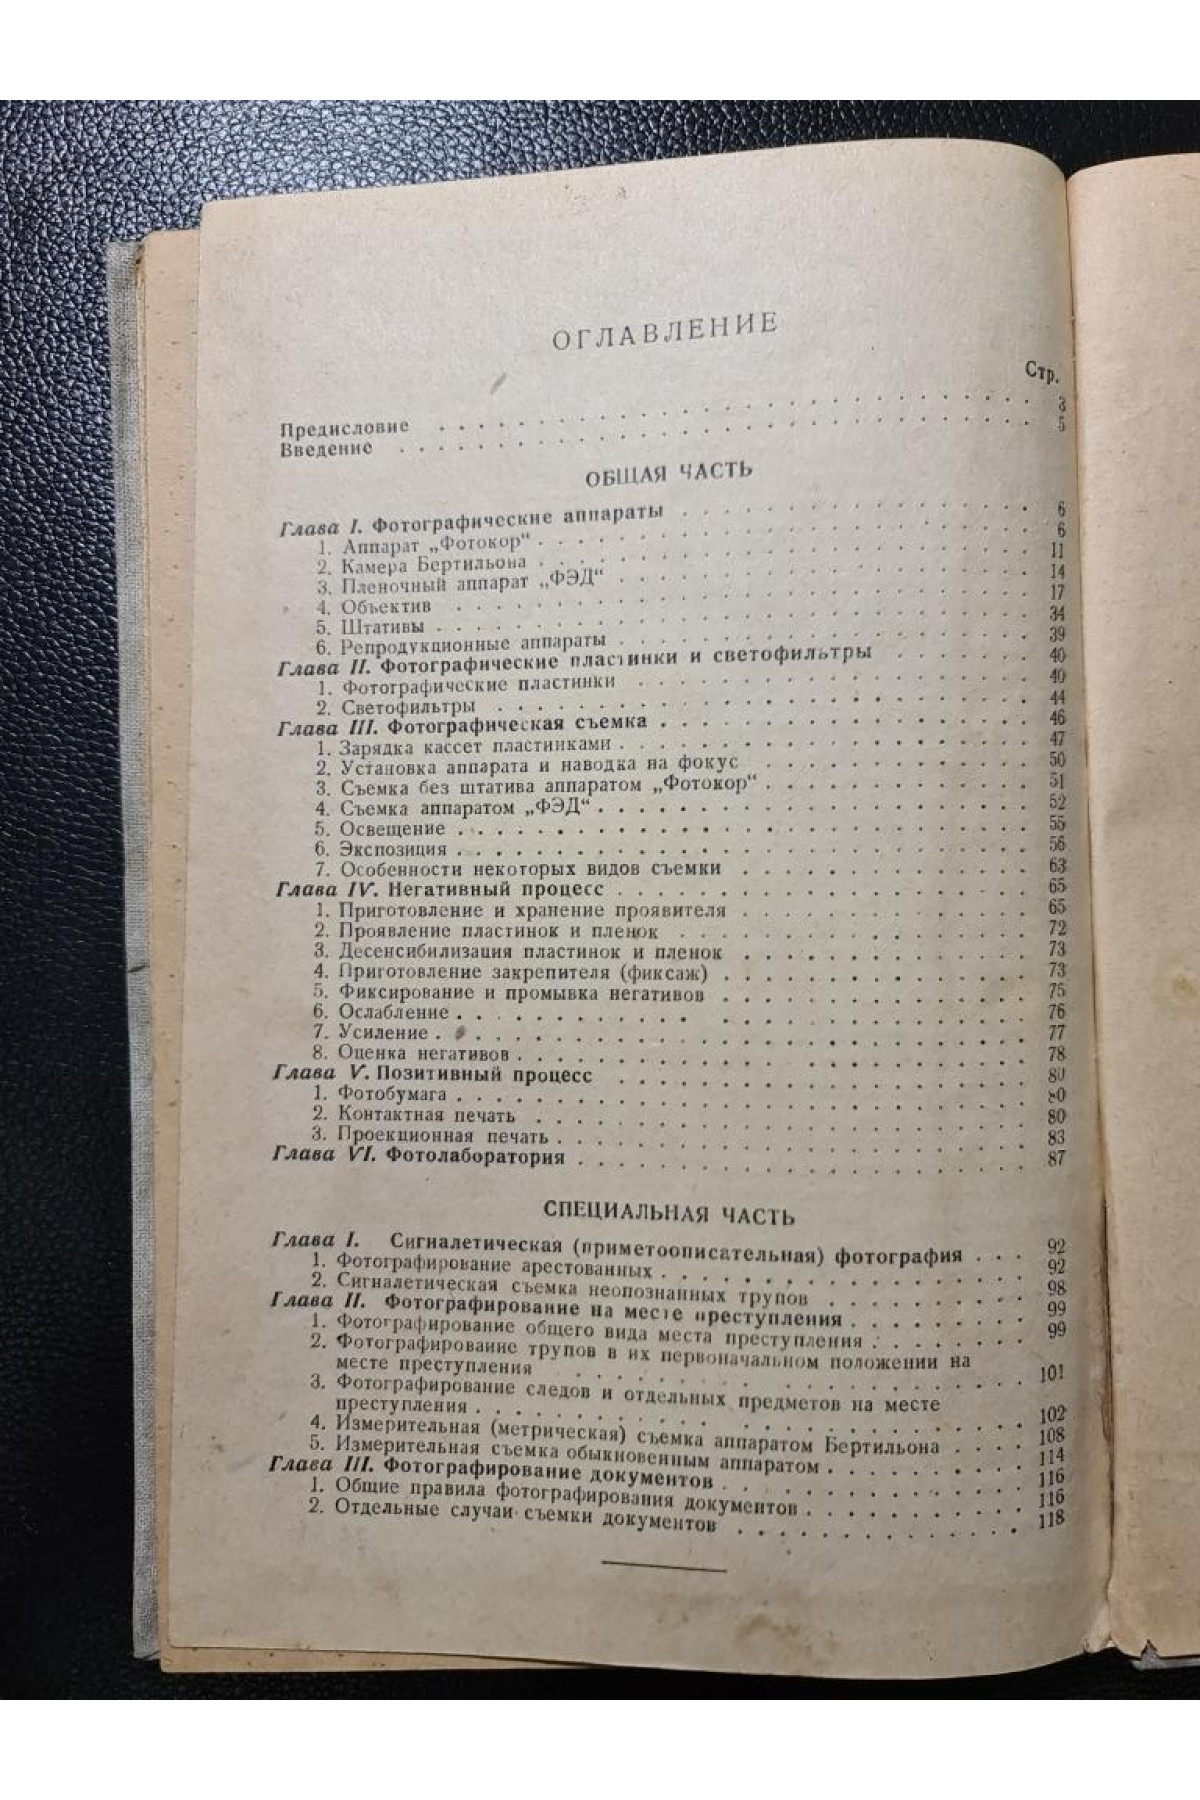 ОГЛАВЛЕНИЕ
Стр.
Предисловие . . . 3
Введение . . . 5
ОБЩАЯ ЧАСТЬ
Глава I. Фотографические аппараты . . . 6
1. Аппарат „Фотокор“ . . . 6
2. Камера Бертильона . . . 11
3. Пленочный аппарат „ФЭД“ . . . 14
4. Объектив . . . 17
5. Штативы . . . 34
6. Репродукционные аппараты . . . 39
Глава II. Фотографические пластинки и светофильтры . . . 40
1. Фотографические пластинки . . . 40
2. Светофильтры . . . 44
Глава III. Фотографическая съемка . . . 46
1. Зарядка кассет пластинками . . . 47
2. Установка аппарата и наводка на фокус . . . 50
3. Съемка без штатива аппаратом „Фотокор“ . . . 51
4. Съемка аппаратом „ФЭД“ . . . 52
5. Освещение . . . 55
6. Экспозиция . . . 56
7. Особенности некоторых видов съемки . . . 63
Глава IV. Негативный процесс . . . 65
1. Приготовление и хранение проявителя . . . 65
2. Проявление пластинок и пленок . . . 72
3. Десенсибилизация пластинок и пленок . . . 73
4. Приготовление закрепителя (фиксаж) . . . 73
5. Фиксирование и промывка негативов . . . 75
6. Ослабление . . . 76
7. Усиление . . . 77
8. Оценка негативов . . . 78
Глава V. Позитивный процесс . . . 80
1. Фотобумага . . . 80
2. Контактная печать . . . 80
3. Проекционная печать . . . 83
Глава VI. Фотолаборатория . . . 87
СПЕЦИАЛЬНАЯ ЧАСТЬ
Глава I. Сигналетическая (приметоописательная) фотография . . . 92
1. Фотографирование арестованных . . . 92
2. Сигналетическая съемка неопознанных трупов . . . 98
Глава II. Фотографирование на месте преступления . . . 99
1. Фотографирование общего вида места преступления . . . 99
2. Фотографирование трупов в их первоначальном положении на
месте преступления . . . 101
3. Фотографирование следов и отдельных предметов на месте
преступления . . . 102
4. Измерительная (метрическая) съемка аппаратом Бертильона . . . 108
5. Измерительная съемка обыкновенным аппаратом . . . 114
Глава III. Фотографирование документов . . . 116
1. Общие правила фотографирования документов . . . 116
2. Отдельные случаи съемки документов . . . 118